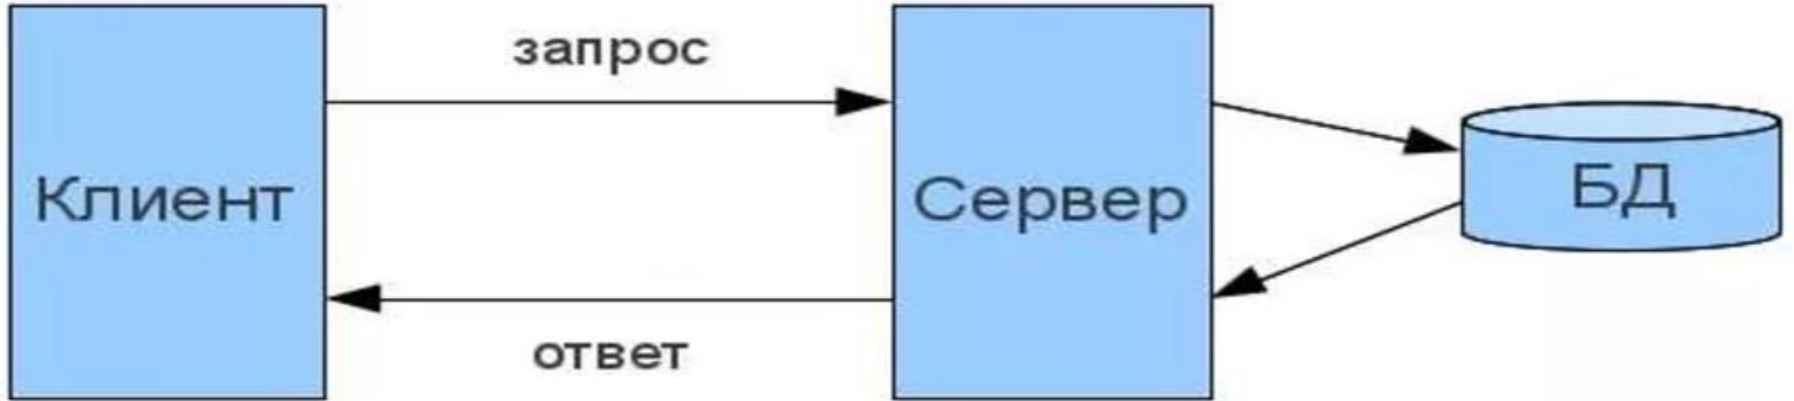 запрос
Клиент
Сервер
БД
ответ